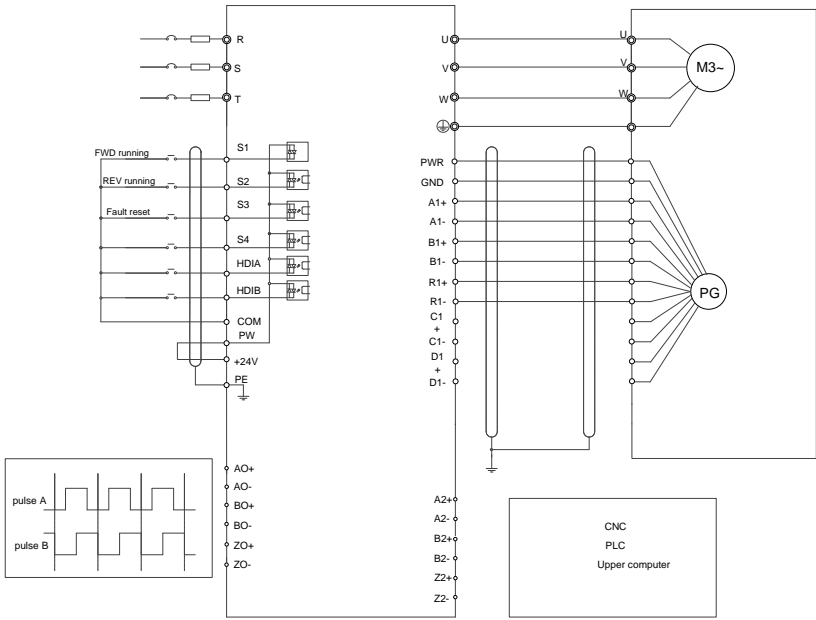 R
S
T
FWD running
REV running
Fault reset
S1
S2
S3
S4
HDIA
HDIB
COM
PW
+24V
PE
pulse A
pulse B
AO+
AO-
BO+
BO-
ZO+
ZO-
U
V
W
PWR
GND
A1+
A1-
B1+
B1-
R1+
R1-
C1
+
C1-
D1
+
D1-
A2+
A2-
B2+
B2-
Z2+
Z2-
U
V
W
M3~
PG
CNC
PLC
Upper computer